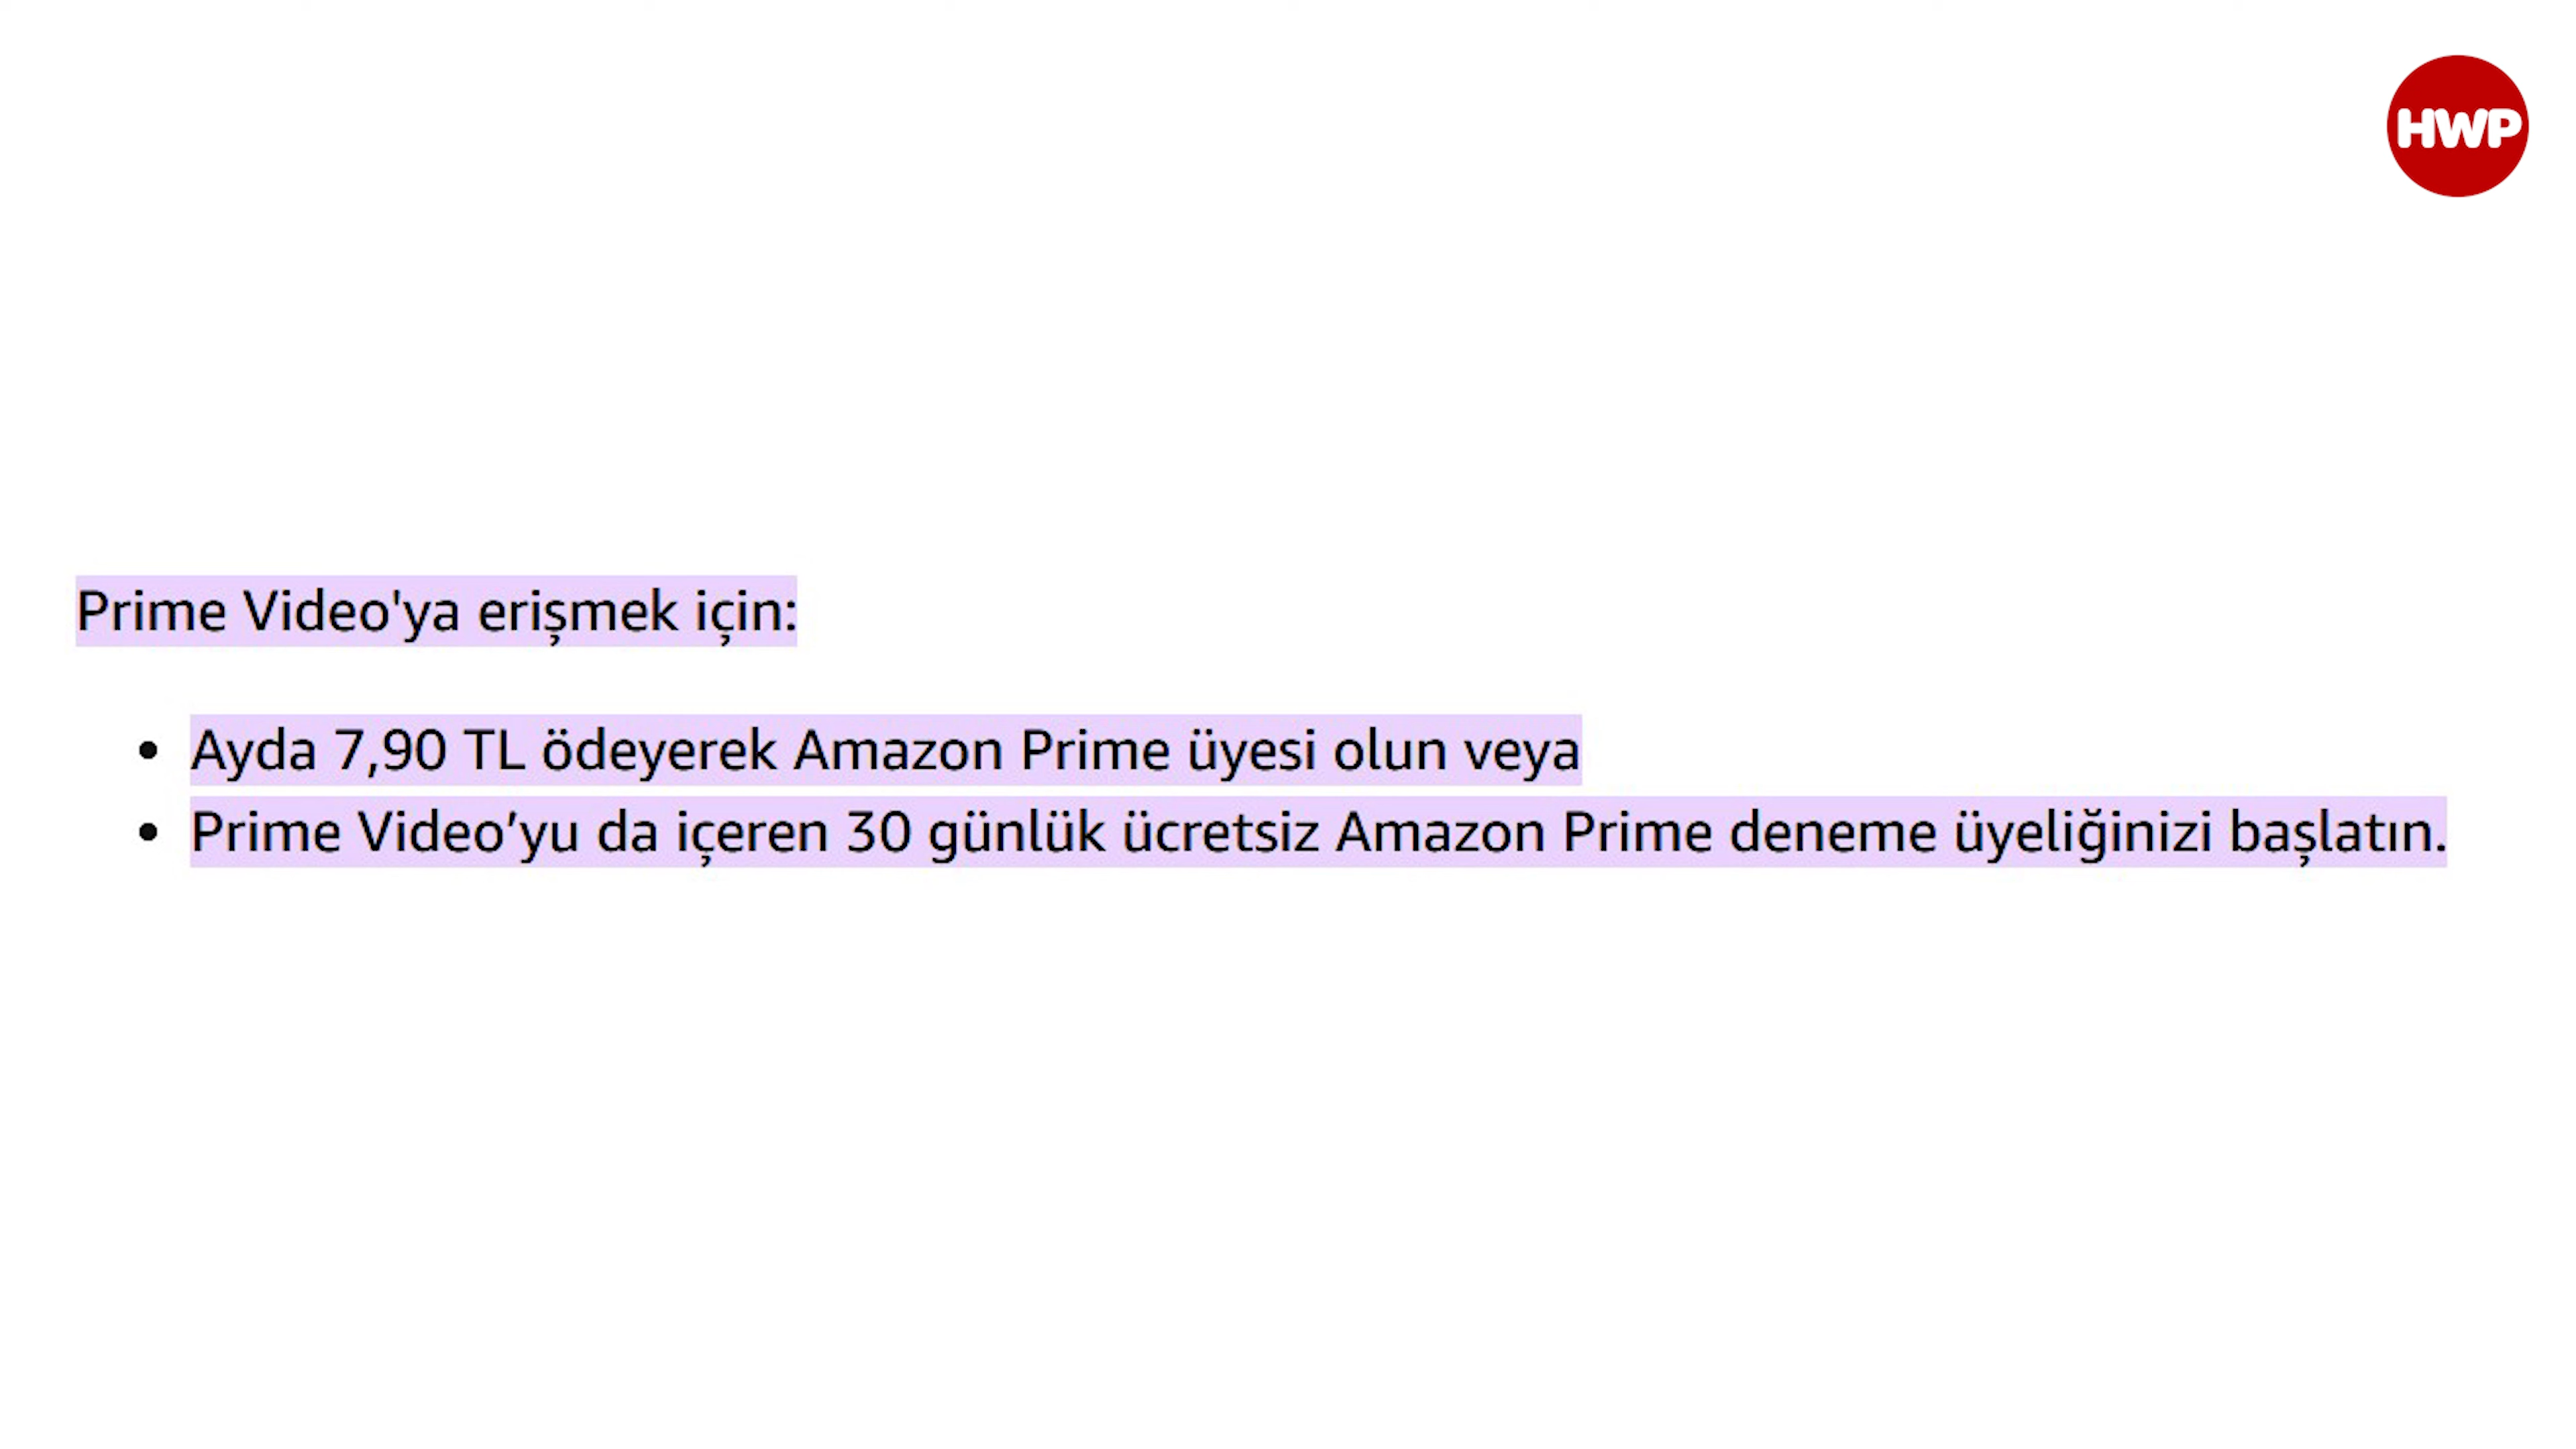 HWP
Prime Video'ya erişmek için:
• Ayda 7,90 TL ödeyerek Amazon Prime üyesi olun veya
• Prime Video’yu da içeren 30 günlük ücretsiz Amazon Prime deneme üyeliğinizi başlatın.